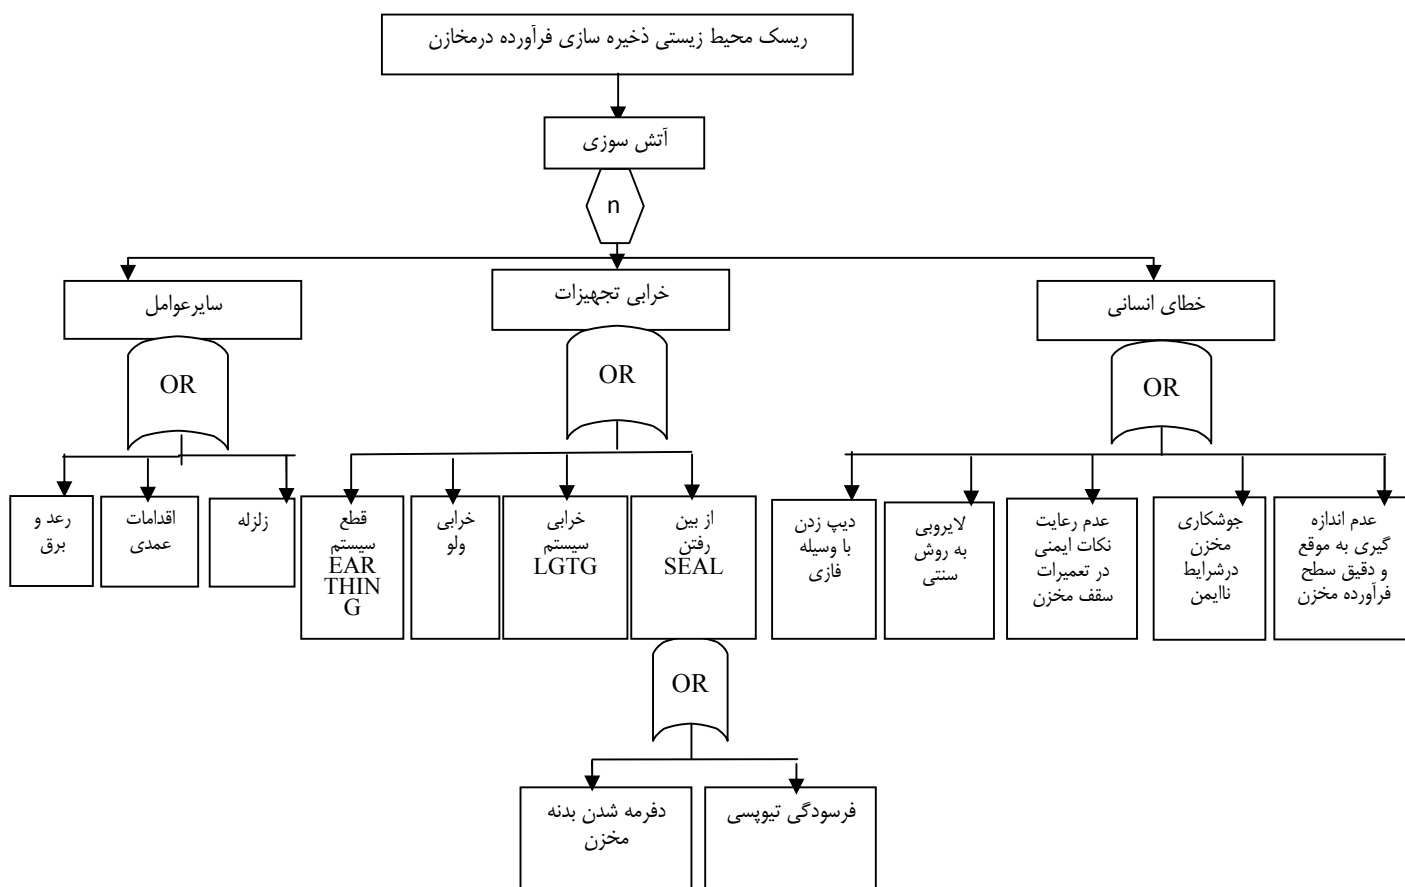 ریسک محیط زیستی ذخیره سازی فرآورده درمخازن
آتش سوزی
n
خطای انسانی
خرابی تجهیزات
سایرعوامل
OR
OR
OR
عدم اندازه
گیری به موقع
و دقیق سطح
فرآورده مخزن
جوشکاری
مخزن
درشرایط
ناایمن
عدم رعایت
نکات ایمنی
در تعمیرات
سقف مخزن
لایروبی
به روش
سنتی
دیپ زدن
با وسیله
فازی
از بین
رفتن
SEAL
خرابی
سیستم
LGTG
خرابی
ولو
قطع
سیستم
EAR
THIN
G
زلزله
اقدامات
عمدی
رعد و
برق
OR
فرسودگی تیوپسی
دفرمه شدن بدنه
مخزن